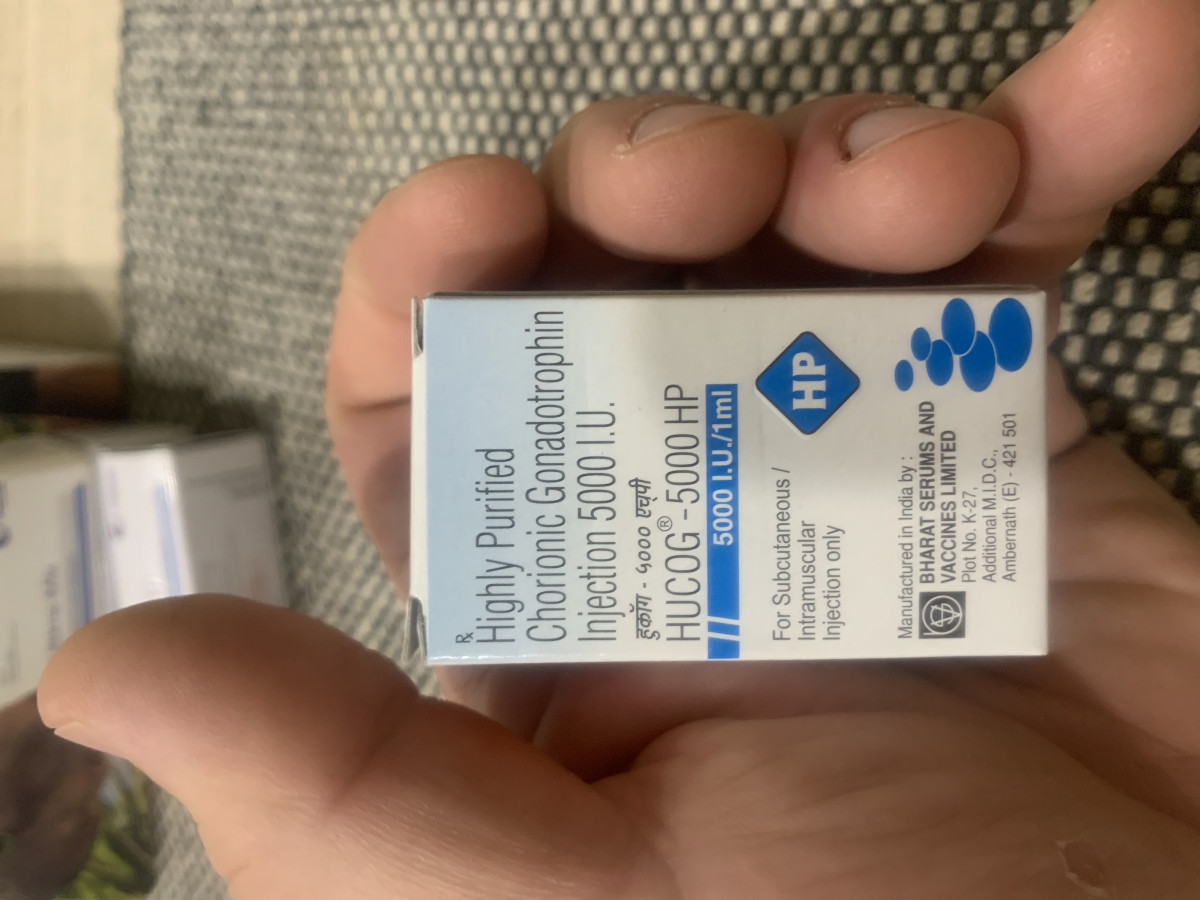 Rx
Highly Purified
Chorionic Gonadotrophin
Injection 5000 I.U.
हुकॉग - ५००० एचपी
HUCOG® - 5000 HP
5000 I.U./1ml
For Subcutaneous /
Intramuscular
Injection only
HP
Manufactured in India by :
BHARAT SERUMS AND
VACCINES LIMITED
Plot No. K-27,
Additional M.I.D.C.,
Ambernath (E) - 421 501